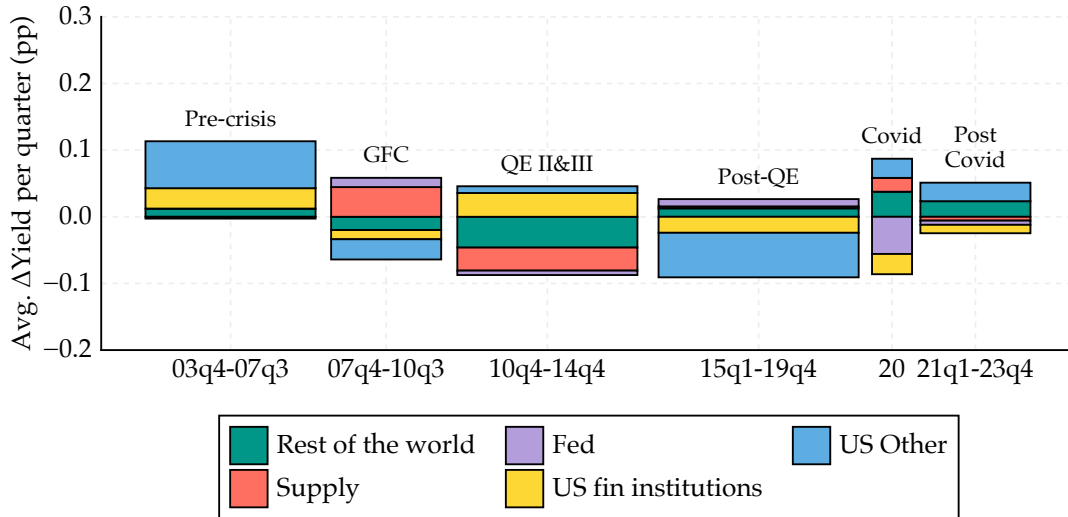 Avg. ΔYield per quarter (pp)
0.3
0.2
0.1
0.0
−0.1
−0.2
Pre-crisis
GFC
QE II&III
Post-QE
Covid
Post
Covid
03q4-07q3
07q4-10q3
10q4-14q4
15q1-19q4
20
21q1-23q4
Rest of the world
Fed
US Other
Supply
US fin institutions